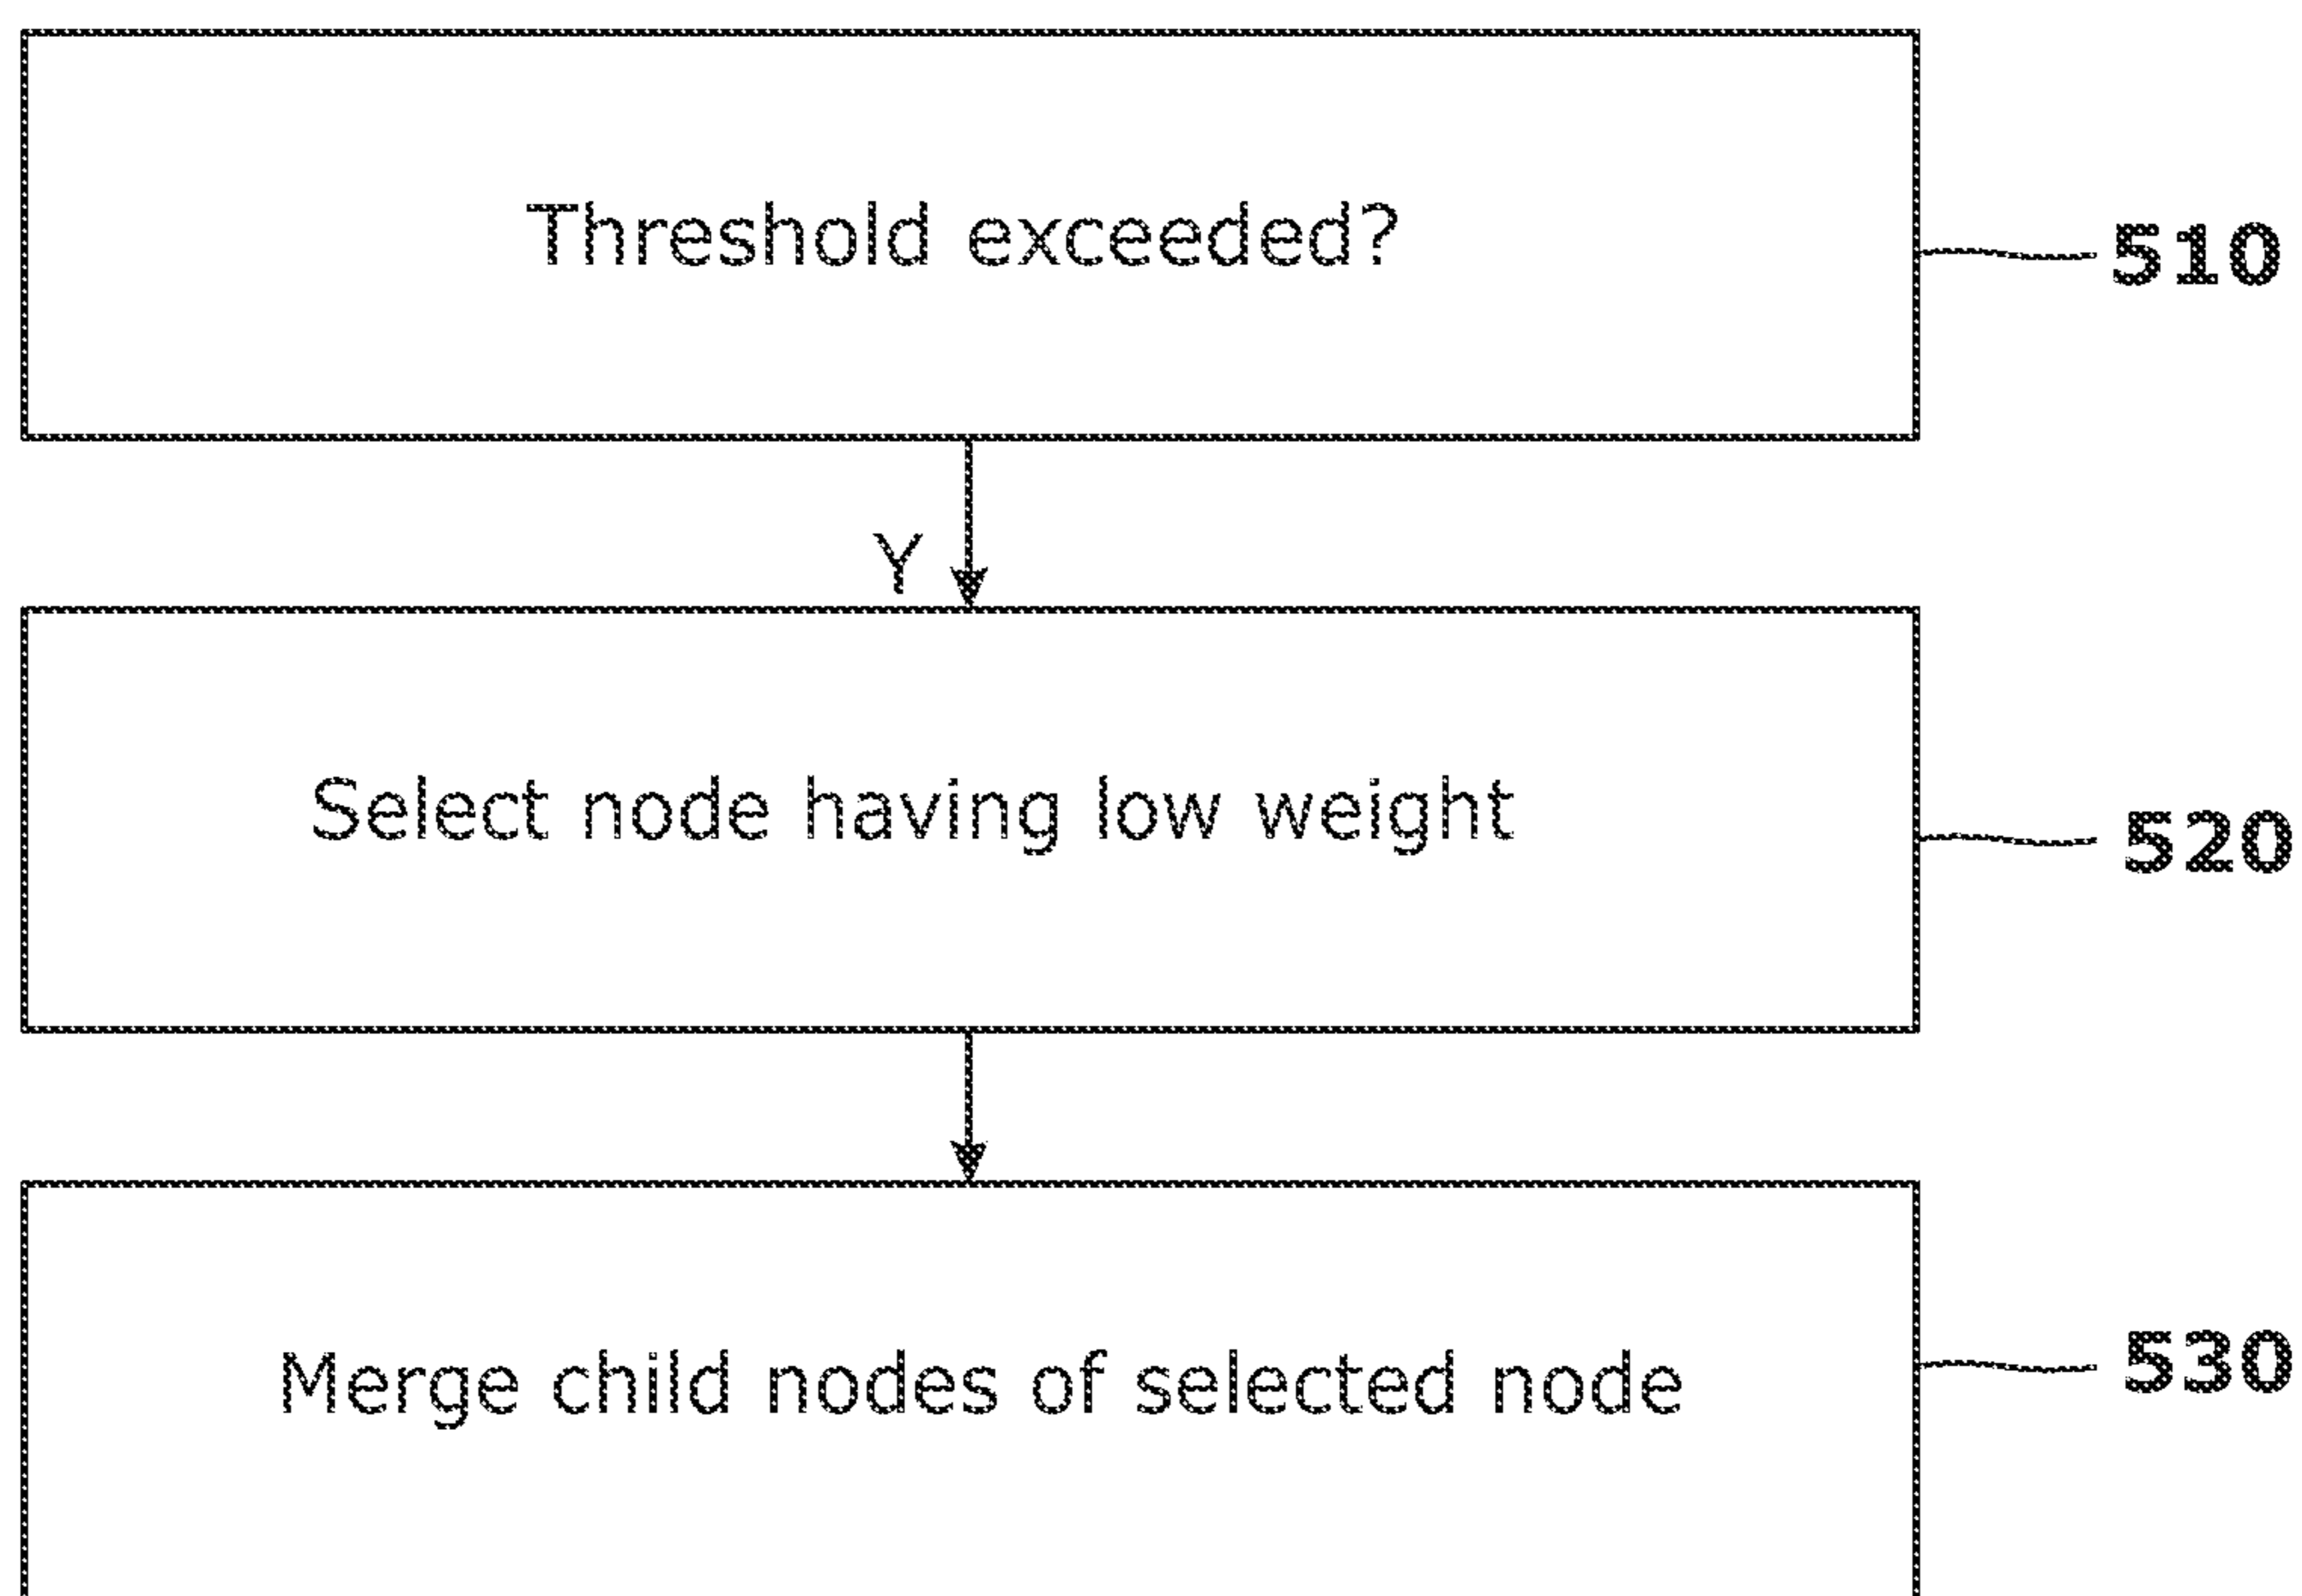 Threshold exceeded?
510
Y
Select node having low weight
520
Merge child nodes of selected node
530